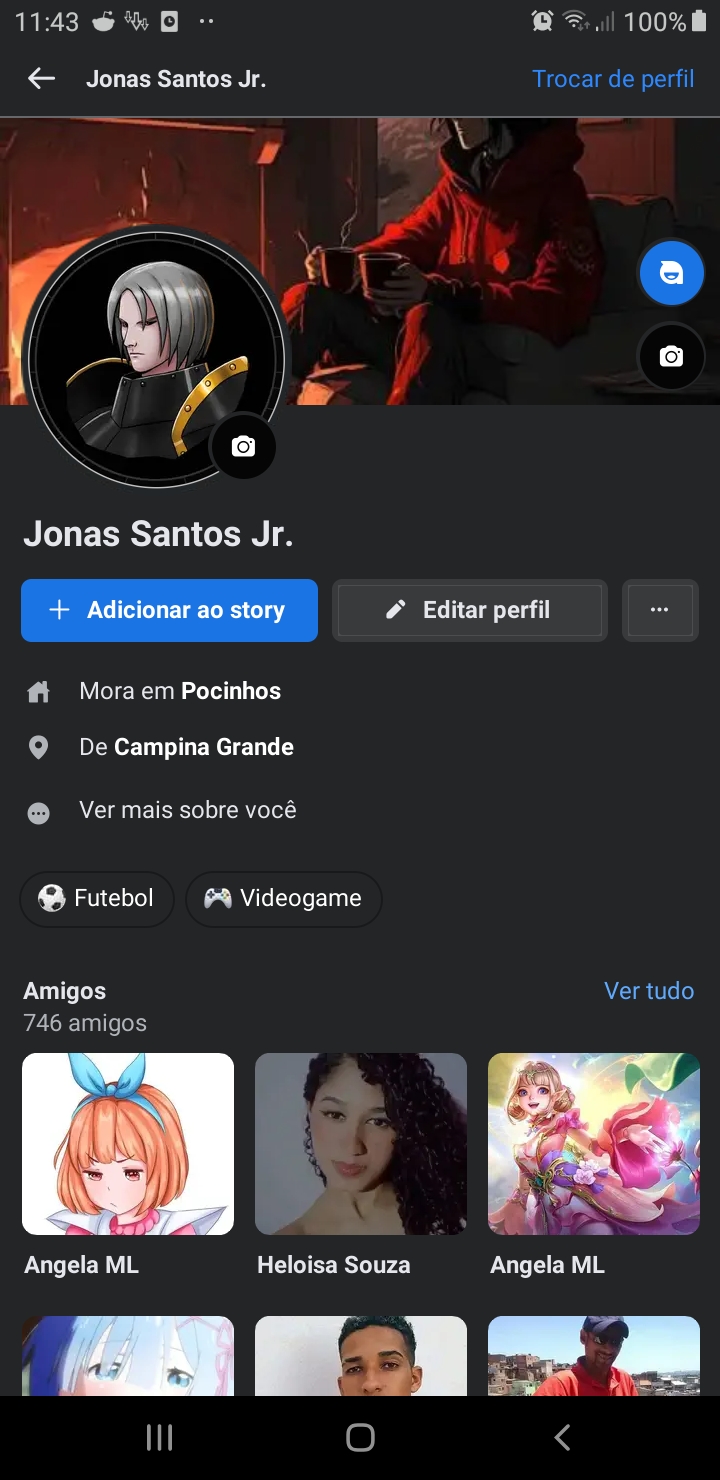 11:43
100%
Jonas Santos Jr.
Trocar de perfil
Jonas Santos Jr.
Adicionar ao story
Editar perfil
Mora em Pocinhos
De Campina Grande
Ver mais sobre você
Futebol
Videogame
Amigos
Ver tudo
746 amigos
Angela ML
Heloisa Souza
Angela ML